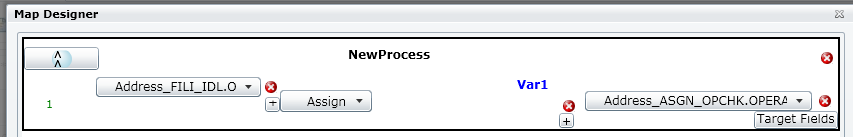 Map Designer
NewProcess
Address_FILI_IDL.O
Var1
1
+ Assign
Address_ASGN_OPCHK.OPERA
+
Target Fields